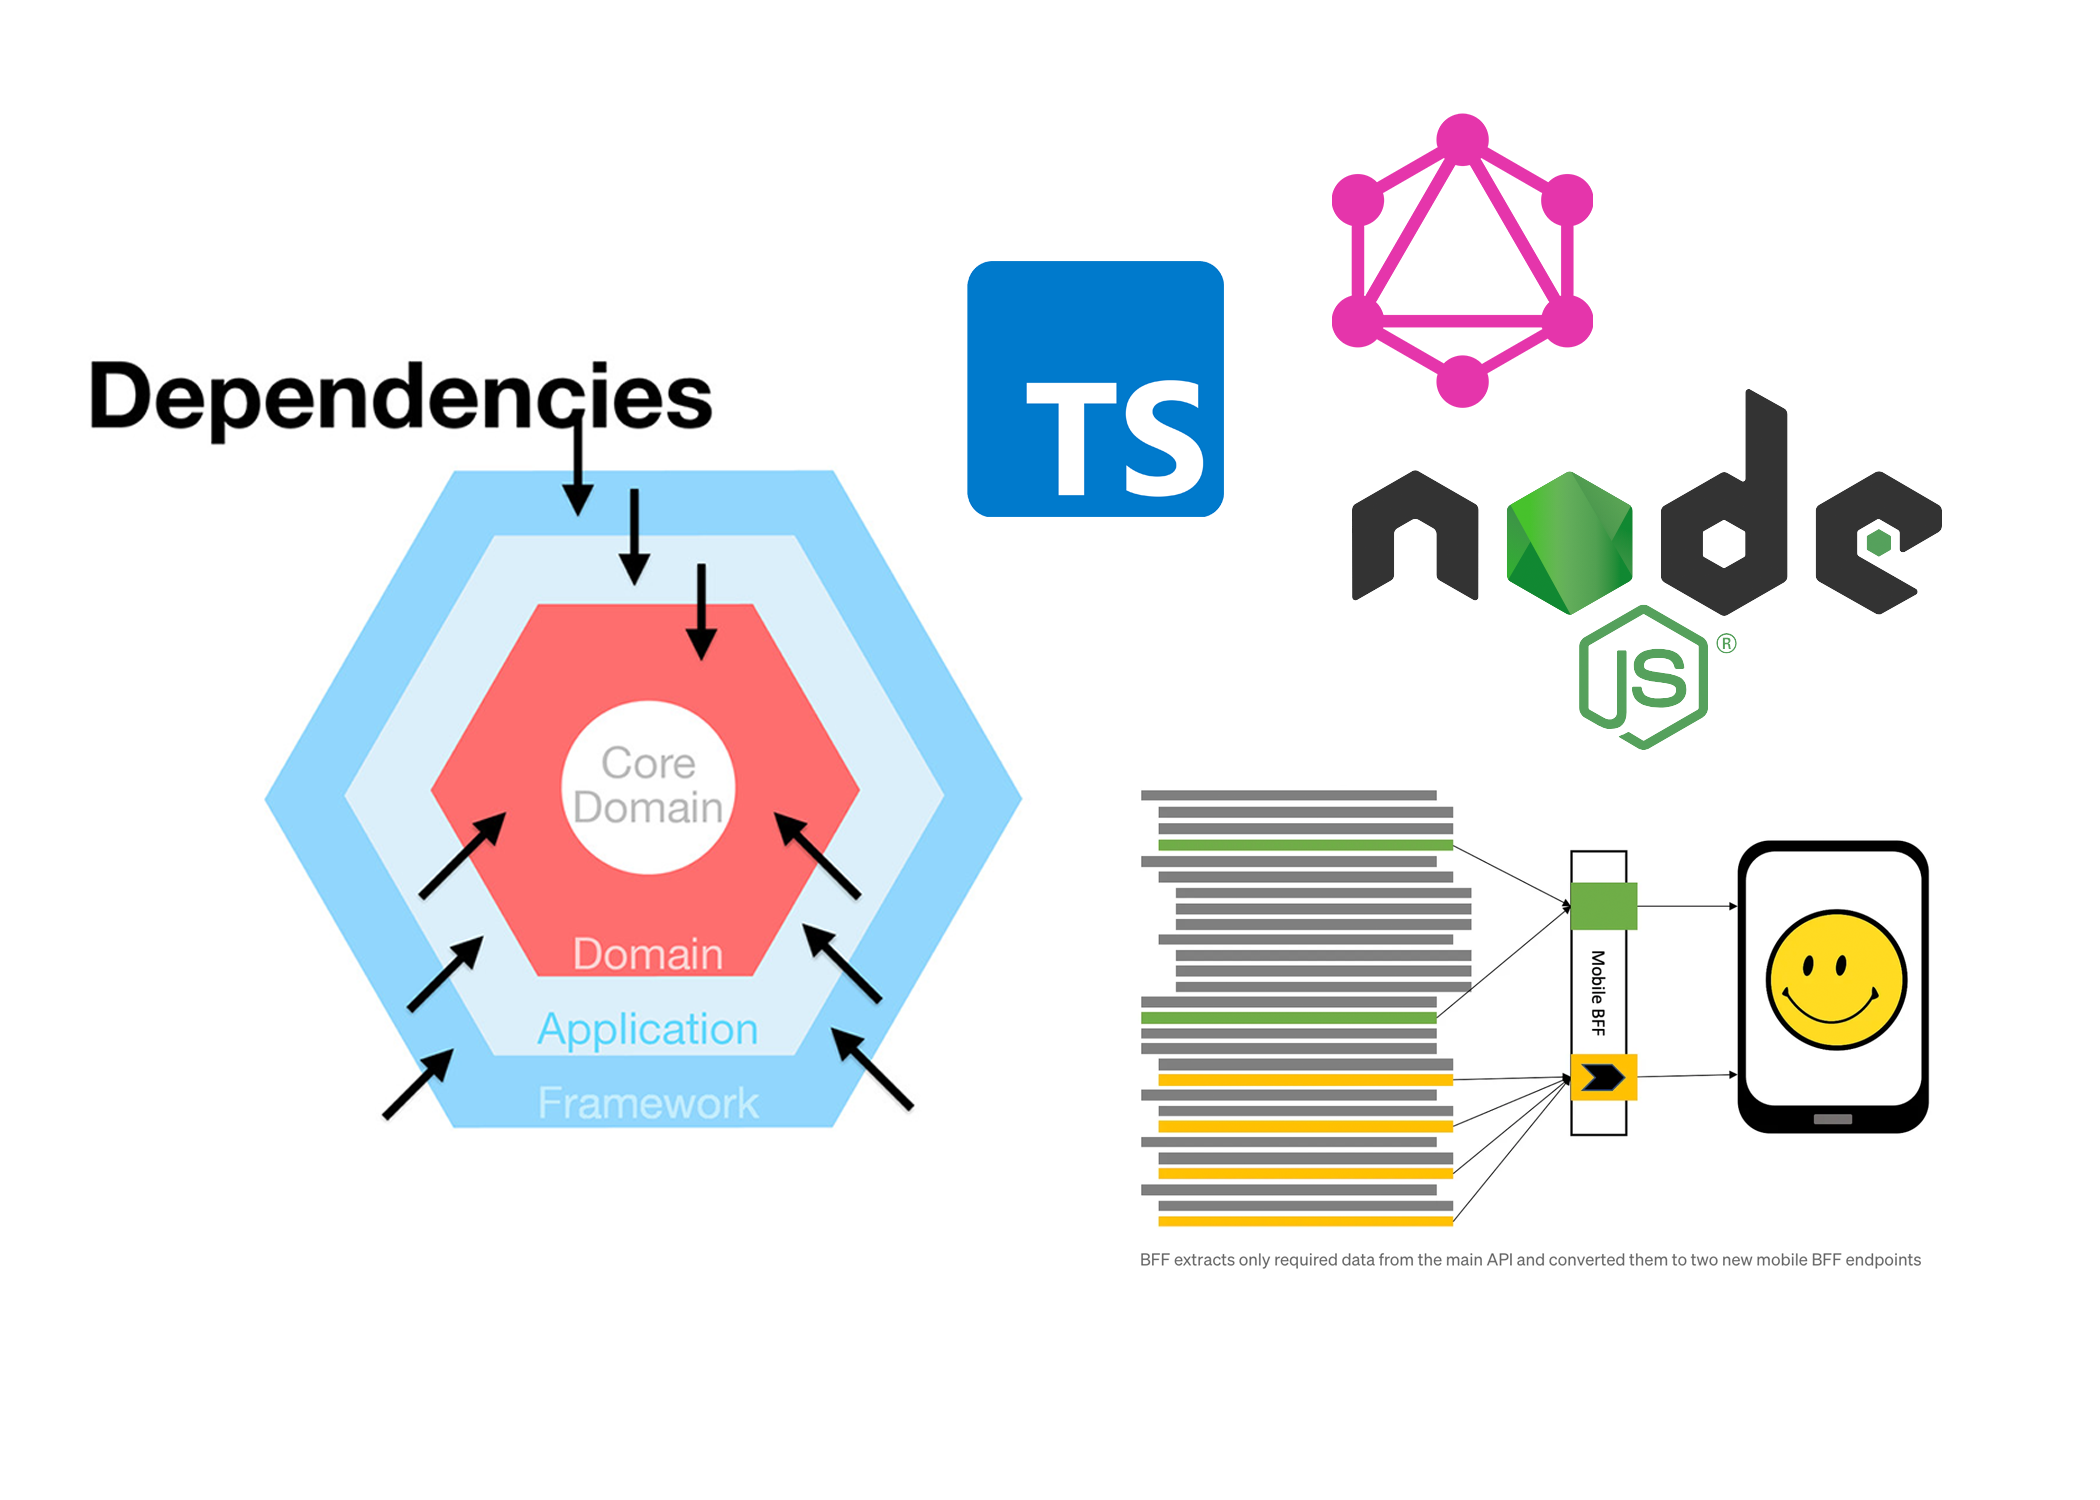 Dependencies
Core
Domain
Domain
Application
Framework
TS
node
JS®
Mobile BFF
BFF extracts only required data from the main API and converted them to two new mobile BFF endpoints